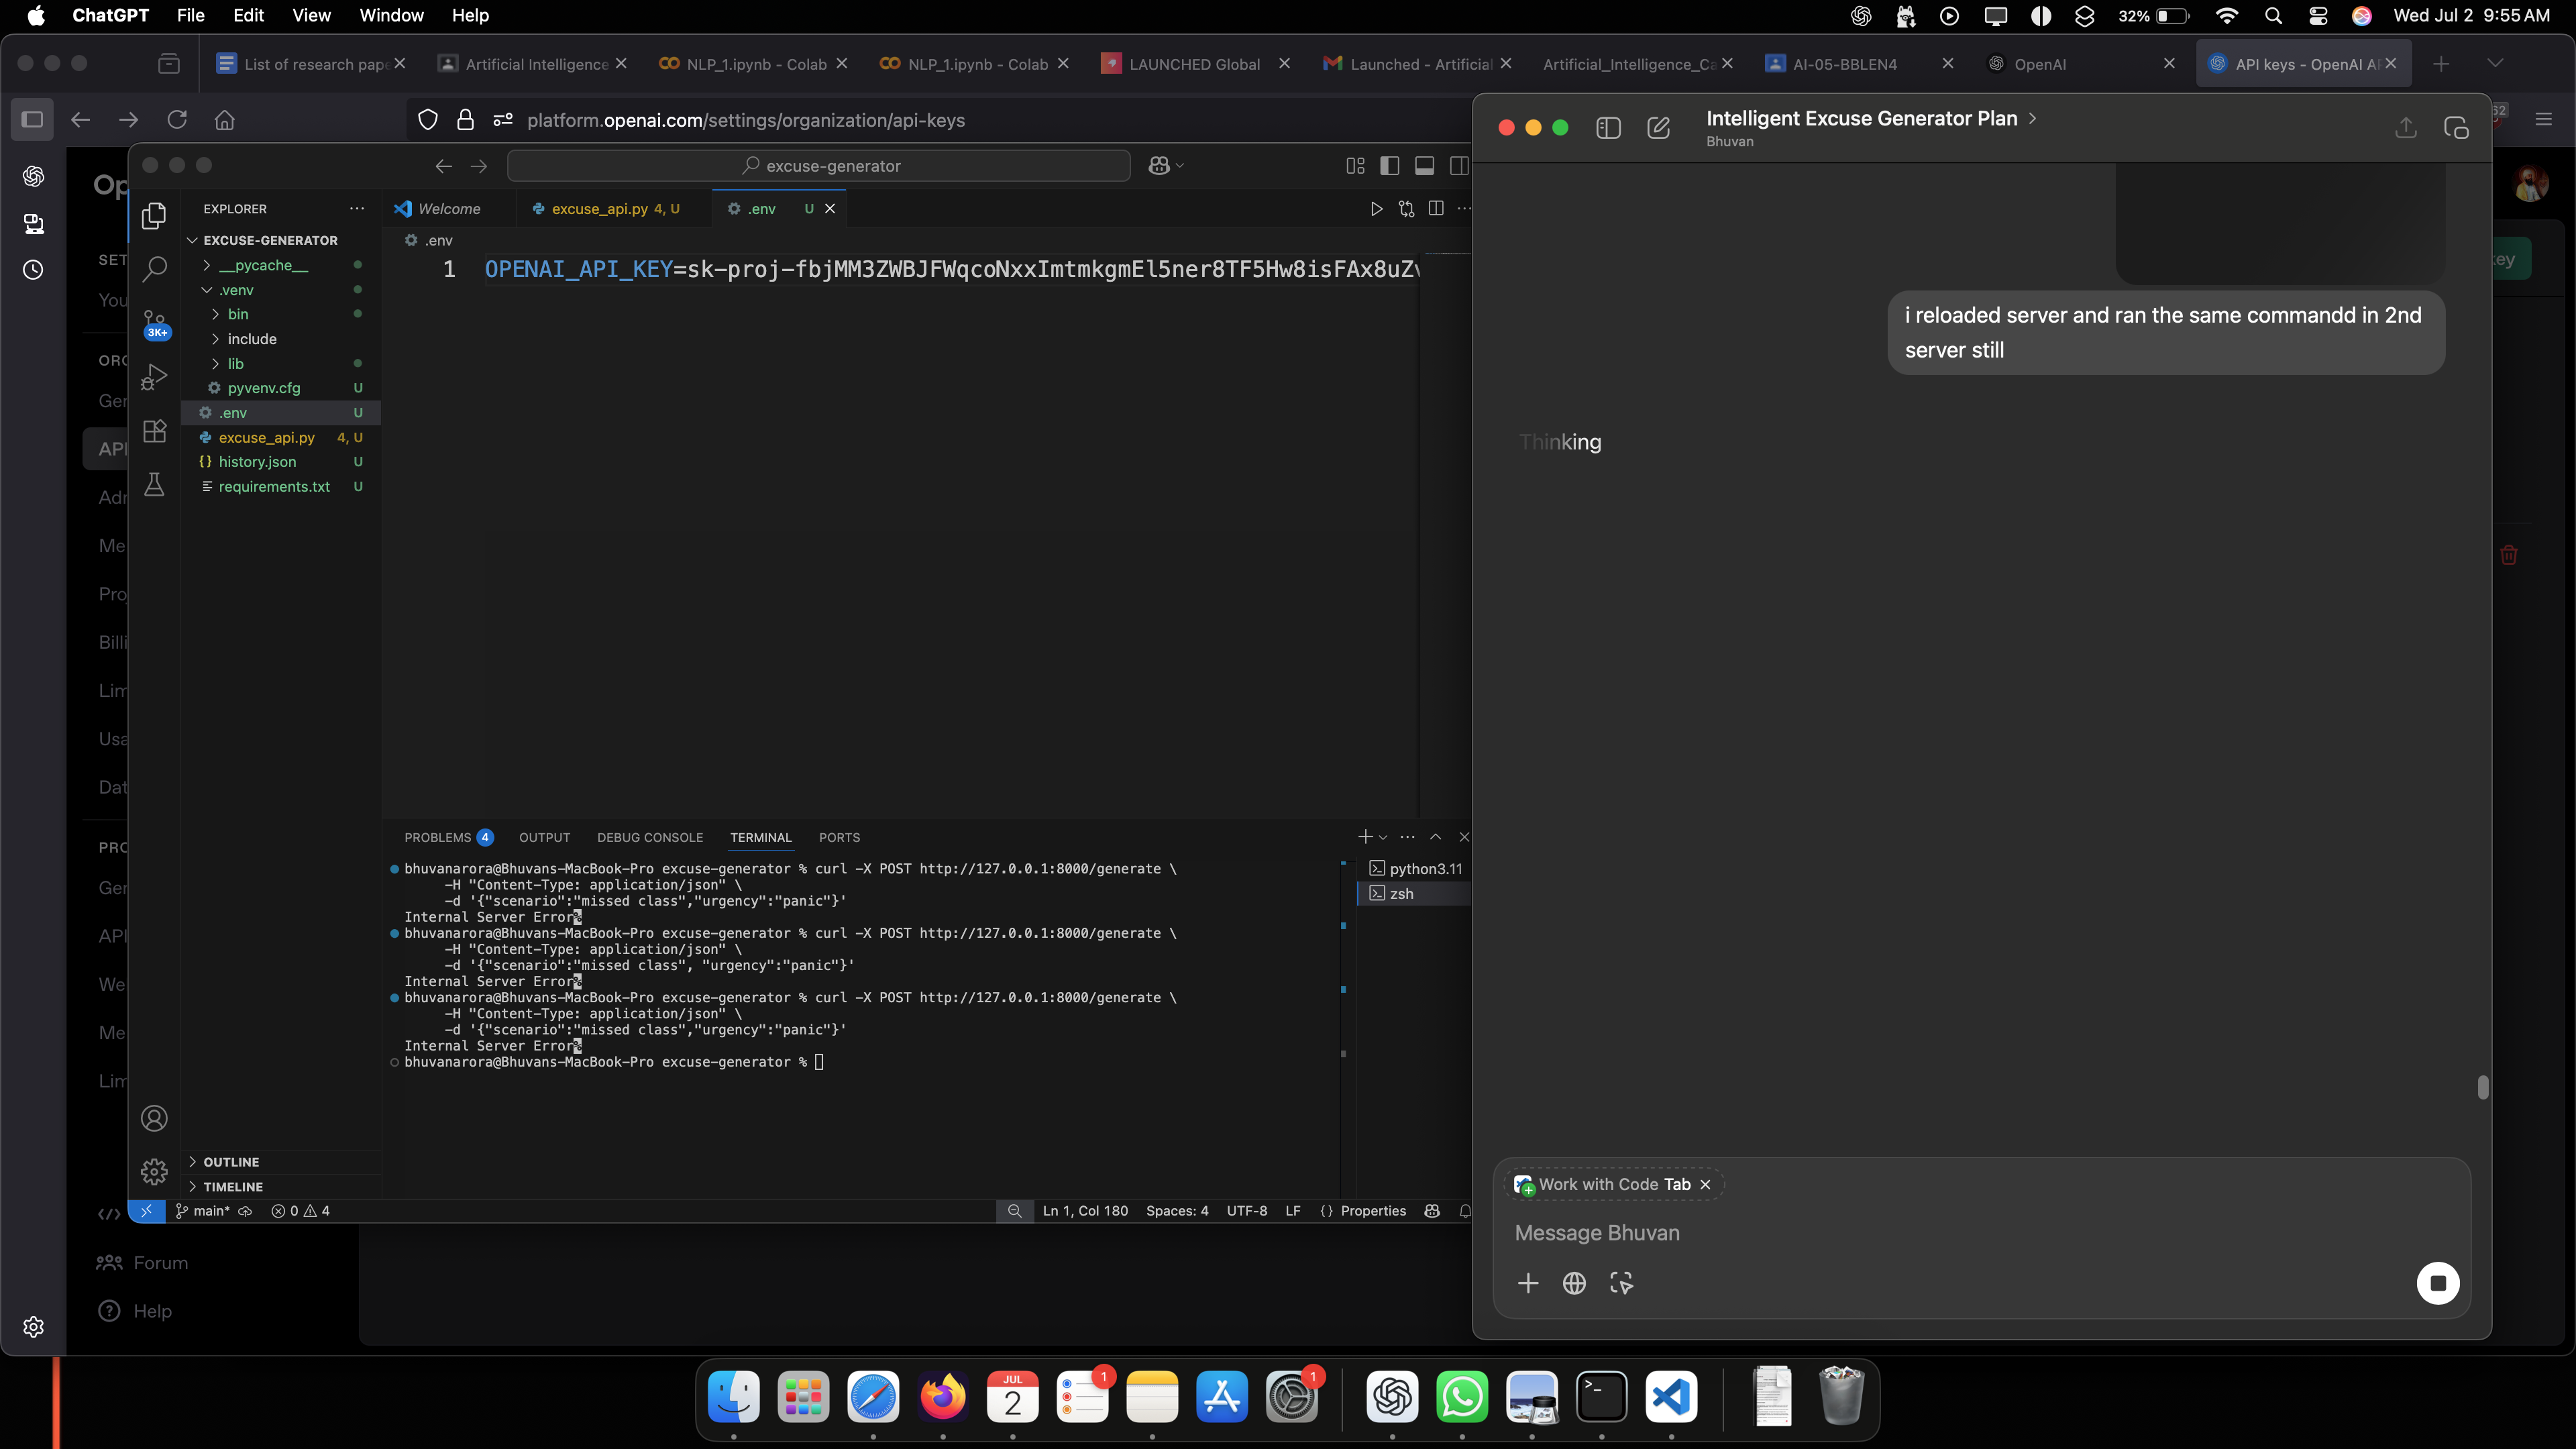 ChatGPT File Edit View Window Help 32% Wed Jul 2 9:55 AM
List of research pape
Artificial Intelligence
NLP_1.ipynb - Colab
NLP_1.ipynb - Colab
LAUNCHED Global
Launched - Artificial
Artificial_Intelligence_Ca
AI-05-BBLEN4
OpenAI
API keys - OpenAI AP
platform.openai.com/settings/organization/api-keys
Op
SET
You
ORG
Gen
API
Adm
Me
Pro
Billi
Lim
Usa
Dat
PRO
Ger
API
We
Me
Lim
Forum
Help
key
excuse-generator
EXPLORER
EXCUSE-GENERATOR
__pycache__
.venv
bin
include
lib
pyvenv.cfg U
.env U
excuse_api.py 4, U
history.json U
requirements.txt U
OUTLINE
TIMELINE
3K+
Welcome
excuse_api.py 4, U
.env U
.env
1 OPENAI_API_KEY=sk-proj-fbjMM3ZWBJFWqcoNxxImtmkgmEl5ner8TF5Hw8isFAx8uZv
PROBLEMS 4 OUTPUT DEBUG CONSOLE TERMINAL PORTS
bhuvanarora@Bhuvans-MacBook-Pro excuse-generator % curl -X POST http://127.0.0.1:8000/generate \
-H "Content-Type: application/json" \
-d '{"scenario":"missed class","urgency":"panic"}'
Internal Server Error%
bhuvanarora@Bhuvans-MacBook-Pro excuse-generator % curl -X POST http://127.0.0.1:8000/generate \
-H "Content-Type: application/json" \
-d '{"scenario":"missed class", "urgency":"panic"}'
Internal Server Error%
bhuvanarora@Bhuvans-MacBook-Pro excuse-generator % curl -X POST http://127.0.0.1:8000/generate \
-H "Content-Type: application/json" \
-d '{"scenario":"missed class","urgency":"panic"}'
Internal Server Error%
bhuvanarora@Bhuvans-MacBook-Pro excuse-generator %
python3.11
zsh
main* 0 4
Ln 1, Col 180 Spaces: 4 UTF-8 LF {} Properties
Intelligent Excuse Generator Plan
Bhuvan
i reloaded server and ran the same commandd in 2nd
server still
Thinking
Work with Code Tab
Message Bhuvan
JUL
2
1
1